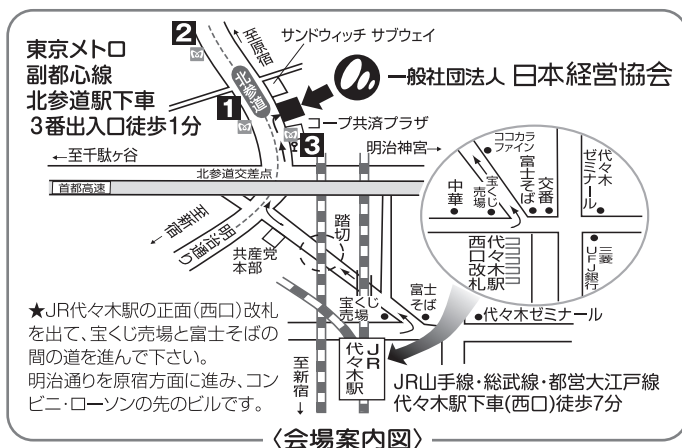 東京メトロ
副都心線
北参道駅下車
3番出入口徒歩1分
2
至原宿
サンドウィッチ サブウェイ
北参道
一般社団法人 日本経営協会
1
コープ共済プラザ
3
←至千駄ヶ谷
明治神宮→
北参道交差点
首都高速
至新宿
明治通り
共産党
本部
踏切
ココカラ
ファイン
中華
宝くじ
売場
富士そば
交番
代々木
ゼミナール
代々木駅
西口改札
三菱
UFJ銀行
宝くじ
売場
富士
そば
代々木ゼミナール
★JR代々木駅の正面(西口)改札
を出て、宝くじ売場と富士そばの
間の道を進んで下さい。
明治通りを原宿方面に進み、コン
ビニ・ローソンの先のビルです。
至新宿
JR
代々木駅
JR山手線・総武線・都営大江戸線
代々木駅下車(西口)徒歩7分
〈会場案内図〉